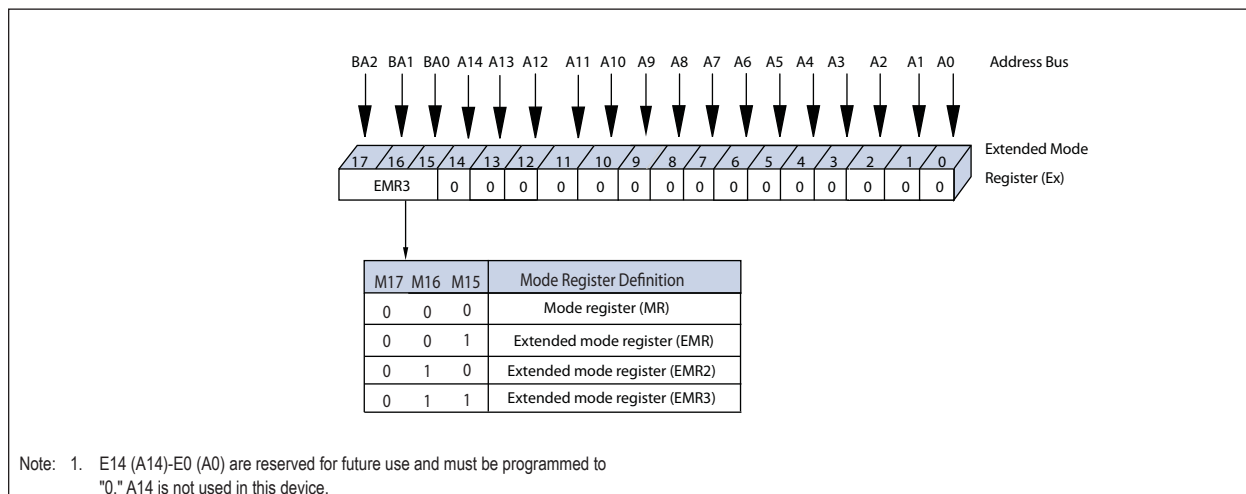 BA2 BA1 BA0 A14 A13 A12 A11 A10 A9 A8 A7 A6 A5 A4 A3 A2 A1 A0 Address Bus
17 16 15 14 13 12 11 10 9 8 7 6 5 4 3 2 1 0 Extended Mode
EMR3 0 0 0 0 0 0 0 0 0 0 0 0 0 0 0 Register (Ex)
M17 M16 M15 Mode Register Definition
0 0 0 Mode register (MR)
0 0 1 Extended mode register (EMR)
0 1 0 Extended mode register (EMR2)
0 1 1 Extended mode register (EMR3)
Note: 1. E14 (A14)-E0 (A0) are reserved for future use and must be programmed to
"0." A14 is not used in this device.